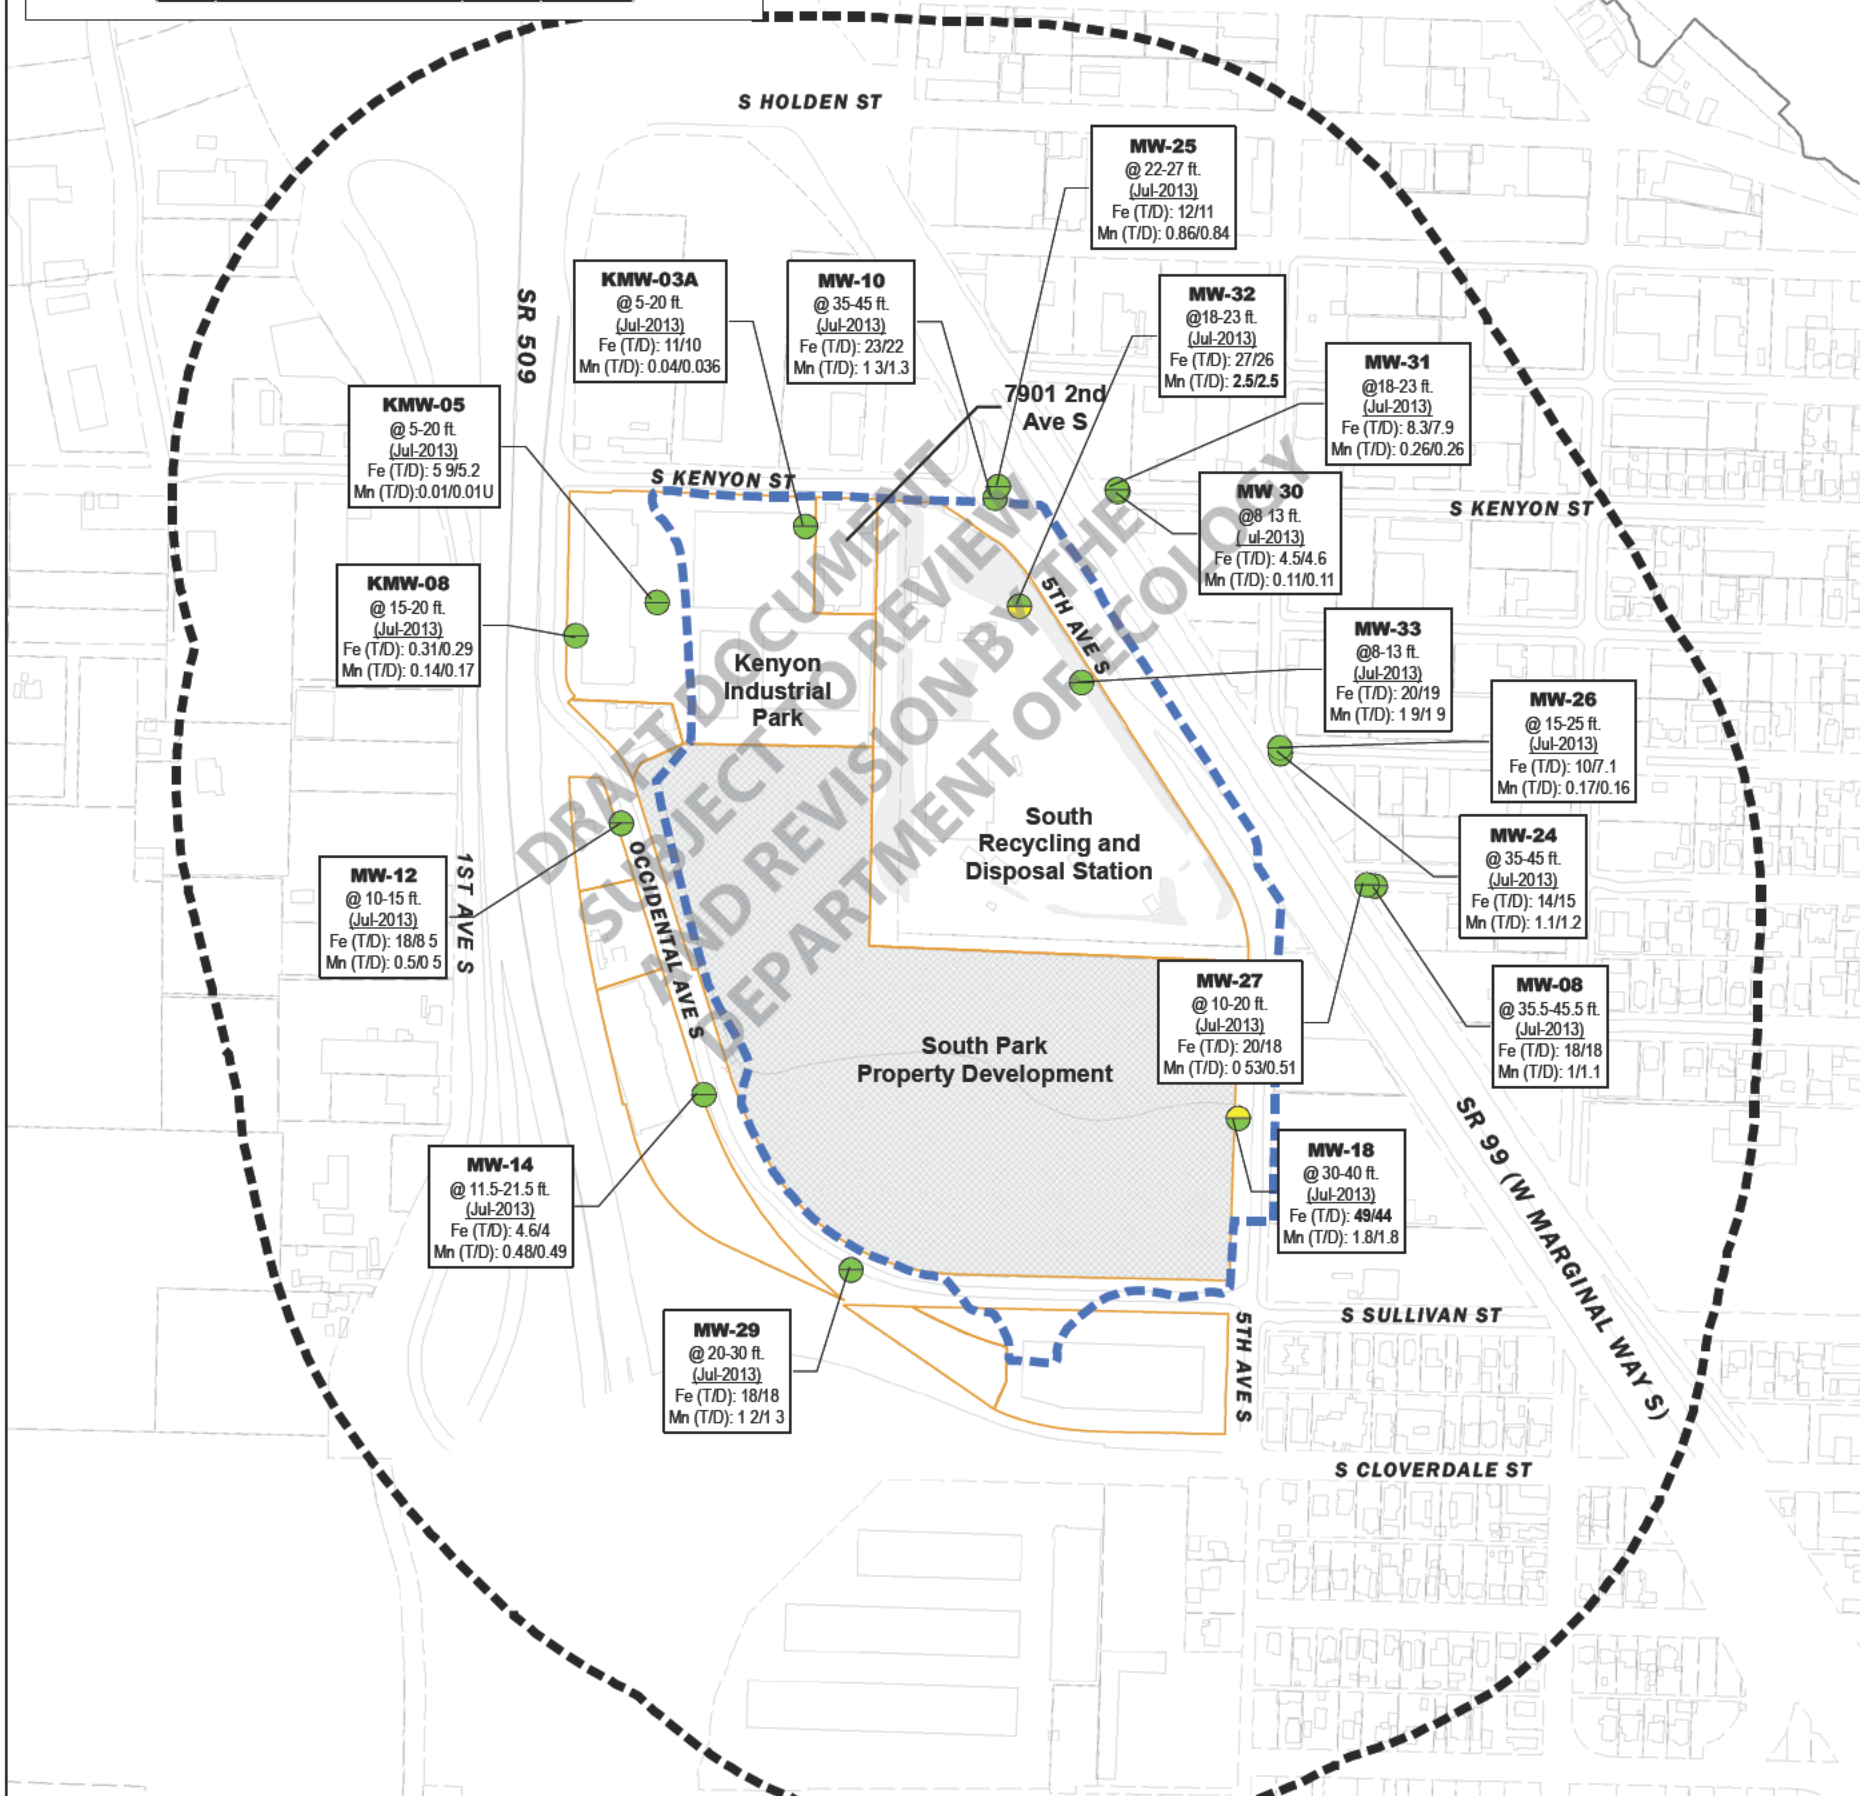 S HOLDEN ST
MW-25
@ 22-27 ft.
(Jul-2013)
Fe (T/D): 12/11
Mn (T/D): 0.86/0.84
KMW-03A
@ 5-20 ft.
(Jul-2013)
Fe (T/D): 11/10
Mn (T/D): 0.04/0.036
MW-10
@ 35-45 ft.
(Jul-2013)
Fe (T/D): 23/22
Mn (T/D): 1 3/1.3
MW-32
@18-23 ft.
(Jul-2013)
Fe (T/D): 27/26
Mn (T/D): 2.5/2.5
SR 509
MW-31
@18-23 ft.
(Jul-2013)
Fe (T/D): 8.3/7.9
Mn (T/D): 0.26/0.26
7901 2nd
Ave S
KMW-05
@ 5-20 ft.
(Jul-2013)
Fe (T/D): 5 9/5.2
Mn (T/D):0.01/0.01U
S KENYON ST
MW 30
@8 13 ft.
( ul-2013)
Fe (T/D): 4.5/4.6
Mn (T/D): 0.11/0.11
S KENYON ST
KMW-08
@ 15-20 ft.
(Jul-2013)
Fe (T/D): 0.31/0.29
Mn (T/D): 0.14/0.17
5TH AVE S
MW-33
@8-13 ft.
(Jul-2013)
Fe (T/D): 20/19
Mn (T/D): 1 9/1 9
Kenyon
Industrial
Park
MW-26
@ 15-25 ft.
(Jul-2013)
Fe (T/D): 10/7.1
Mn (T/D): 0.17/0.16
DRAFT DOCUMENT
SUBJECT TO REVIEW
AND REVISION BY THE
DEPARTMENT OF ECOLOGY
South
Recycling and
Disposal Station
MW-24
@ 35-45 ft.
(Jul-2013)
Fe (T/D): 14/15
Mn (T/D): 1.1/1.2
MW-12
@ 10-15 ft.
(Jul-2013)
Fe (T/D): 18/8 5
Mn (T/D): 0.5/0 5
1ST AVE S
OCCIDENTAL AVE S
MW-27
@ 10-20 ft.
(Jul-2013)
Fe (T/D): 20/18
Mn (T/D): 0 53/0.51
MW-08
@ 35.5-45.5 ft.
(Jul-2013)
Fe (T/D): 18/18
Mn (T/D): 1/1.1
South Park
Property Development
MW-14
@ 11.5-21.5 ft.
(Jul-2013)
Fe (T/D): 4.6/4
Mn (T/D): 0.48/0.49
MW-18
@ 30-40 ft.
(Jul-2013)
Fe (T/D): 49/44
Mn (T/D): 1.8/1.8
SR 99 (W MARGINAL WAY S)
MW-29
@ 20-30 ft.
(Jul-2013)
Fe (T/D): 18/18
Mn (T/D): 1 2/1 3
S SULLIVAN ST
5TH AVE S
S CLOVERDALE ST